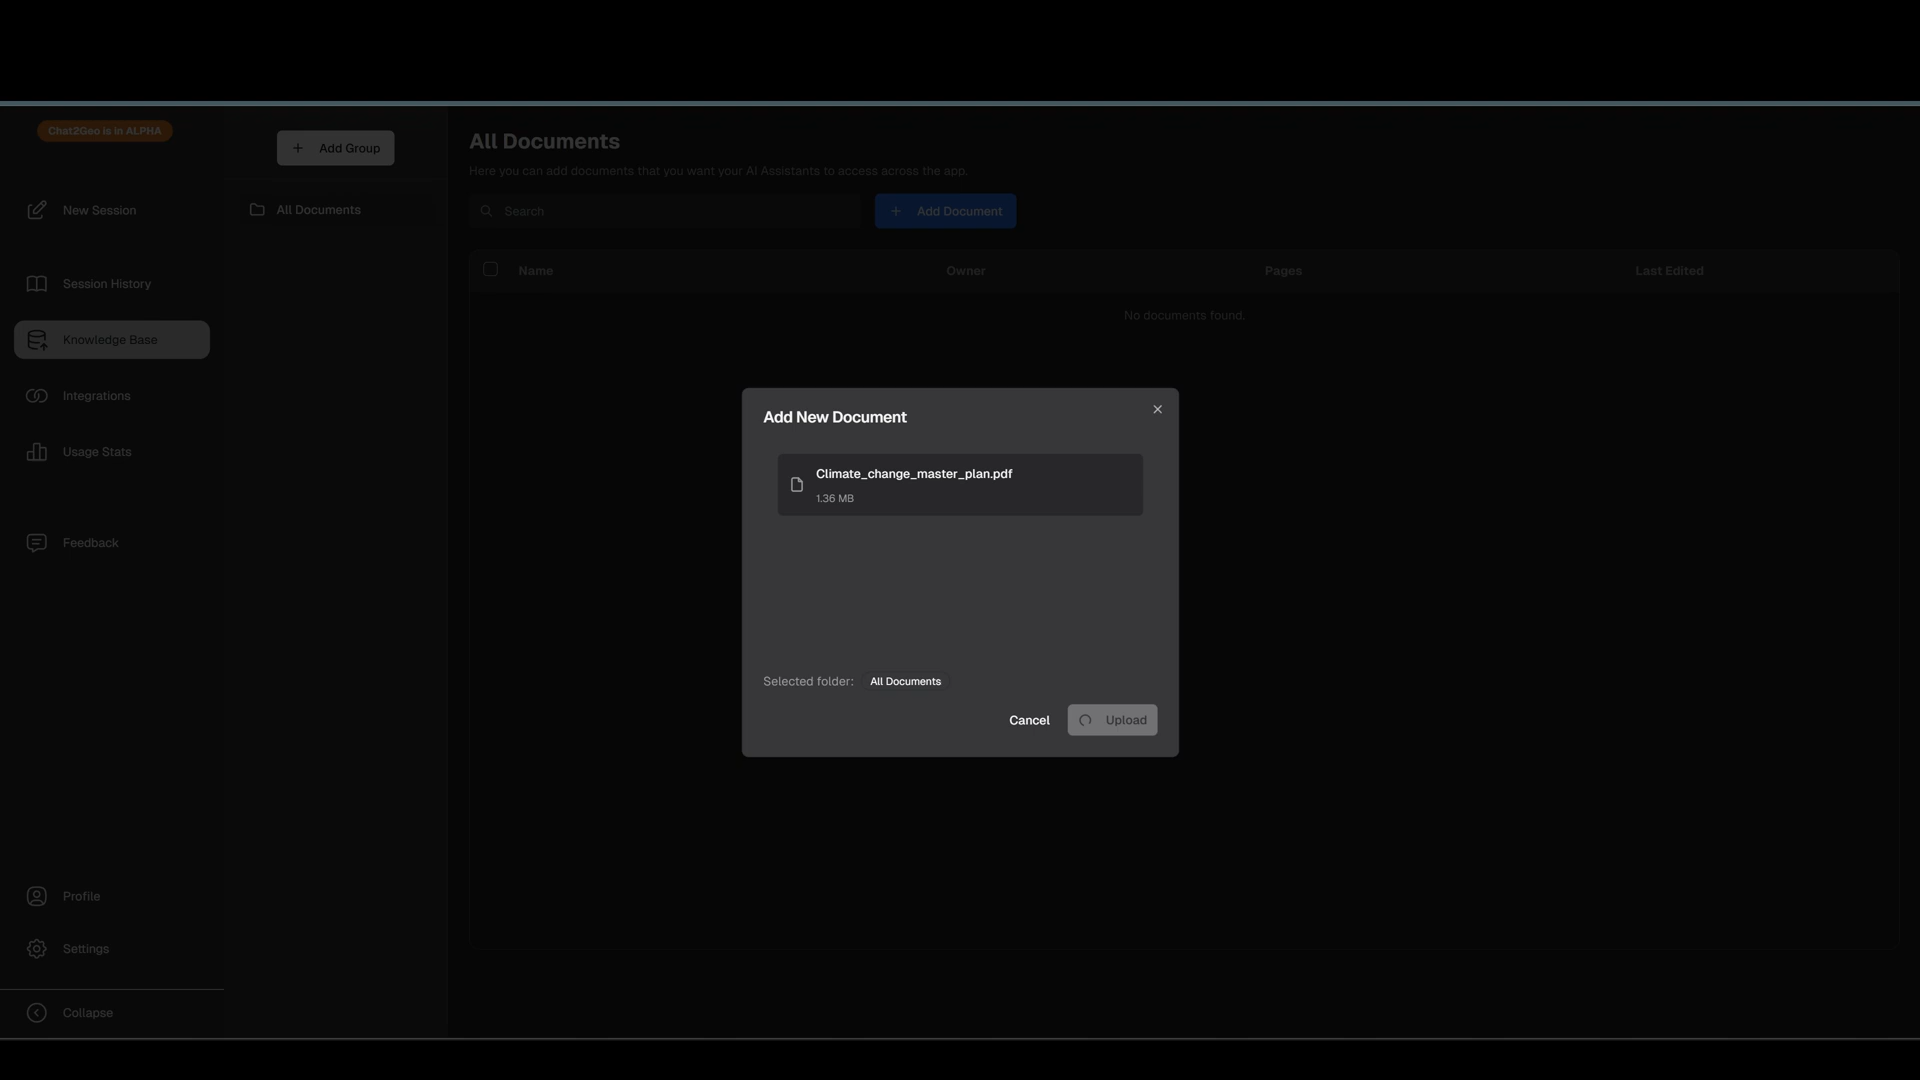 Chat2Geo is in ALPHA
New Session
Session History
Knowledge Base
Integrations
Usage Stats
Feedback
Profile
Settings
Collapse
Add Group
All Documents
All Documents
Here you can add documents that you want your AI Assistants to access across the app.
Search
Add Document
Name Owner Pages Last Edited
No documents found.
Add New Document
Climate_change_master_plan.pdf
1.36 MB
Selected folder: All Documents
Cancel Upload